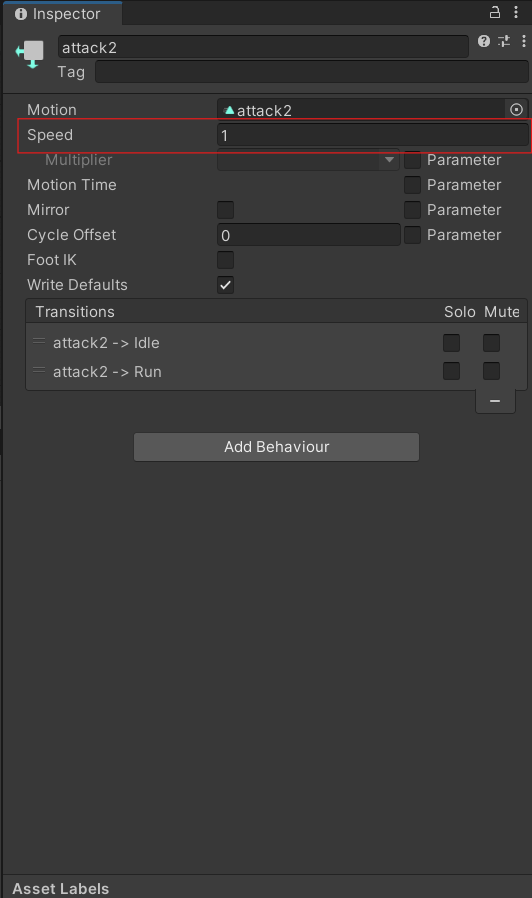 Inspector
attack2
Tag
Motion attack2
Speed 1
Multiplier Parameter
Motion Time Parameter
Mirror Parameter
Cycle Offset 0 Parameter
Foot IK
Write Defaults
Transitions Solo Mute
attack2 -> Idle
attack2 -> Run
Add Behaviour
Asset Labels